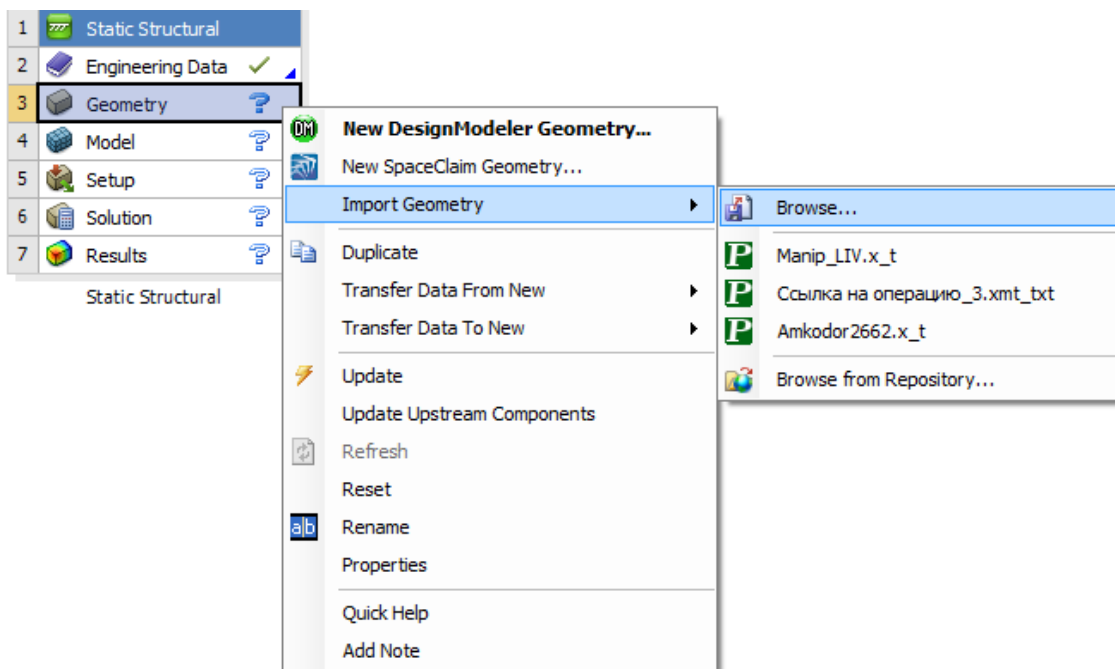 1 Static Structural
2 Engineering Data
3 Geometry
4 Model
5 Setup
6 Solution
7 Results
Static Structural
DM New DesignModeler Geometry...
New SpaceClaim Geometry...
Import Geometry
Duplicate
Transfer Data From New
Transfer Data To New
Update
Update Upstream Components
Refresh
Reset
a|b Rename
Properties
Quick Help
Add Note
Browse...
P Manip_LIV.x_t
P Ссылка на операцию_3.xmt_txt
P Amkodor2662.x_t
Browse from Repository...